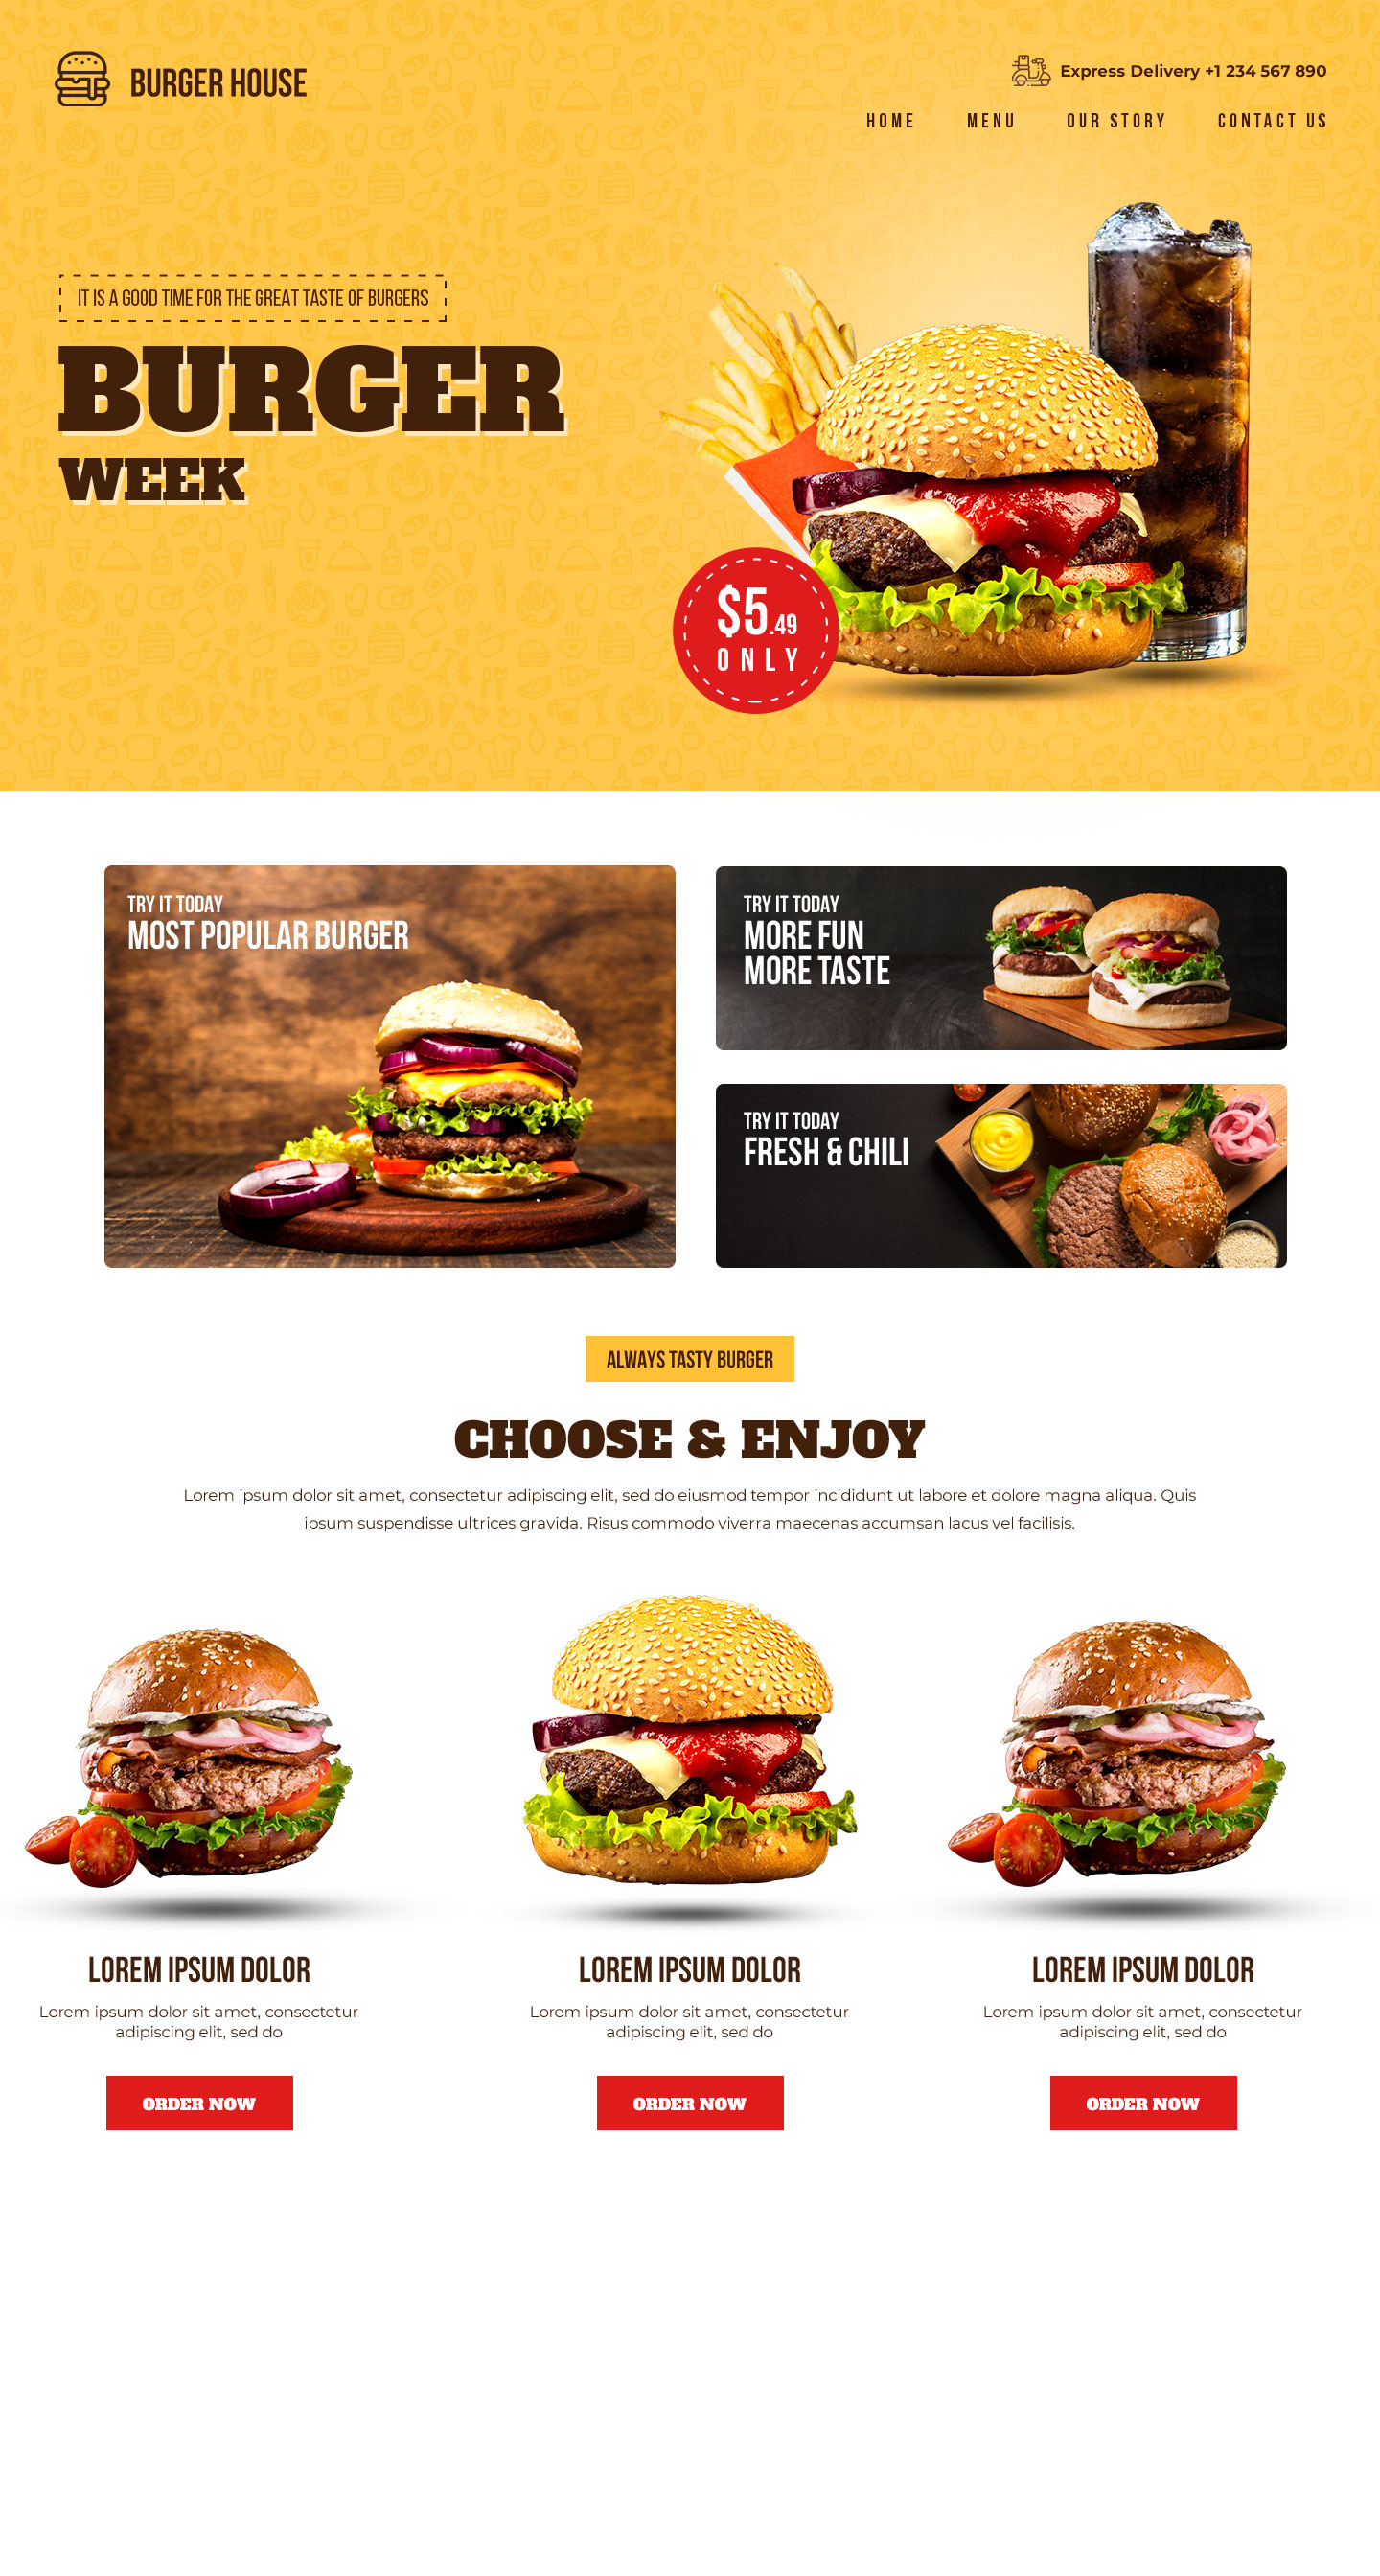 BURGER HOUSE
Express Delivery +1 234 567 890
HOME MENU OUR STORY CONTACT US
IT IS A GOOD TIME FOR THE GREAT TASTE OF BURGERS
BURGER
WEEK
$5.49
ONLY
TRY IT TODAY
MOST POPULAR BURGER
TRY IT TODAY
MORE FUN
MORE TASTE
TRY IT TODAY
FRESH & CHILI
ALWAYS TASTY BURGER
CHOOSE & ENJOY
Lorem ipsum dolor sit amet, consectetur adipiscing elit, sed do eiusmod tempor incididunt ut labore et dolore magna aliqua. Quis
ipsum suspendisse ultrices gravida. Risus commodo viverra maecenas accumsan lacus vel facilisis.
LOREM IPSUM DOLOR
Lorem ipsum dolor sit amet, consectetur
adipiscing elit, sed do
ORDER NOW
LOREM IPSUM DOLOR
Lorem ipsum dolor sit amet, consectetur
adipiscing elit, sed do
ORDER NOW
LOREM IPSUM DOLOR
Lorem ipsum dolor sit amet, consectetur
adipiscing elit, sed do
ORDER NOW